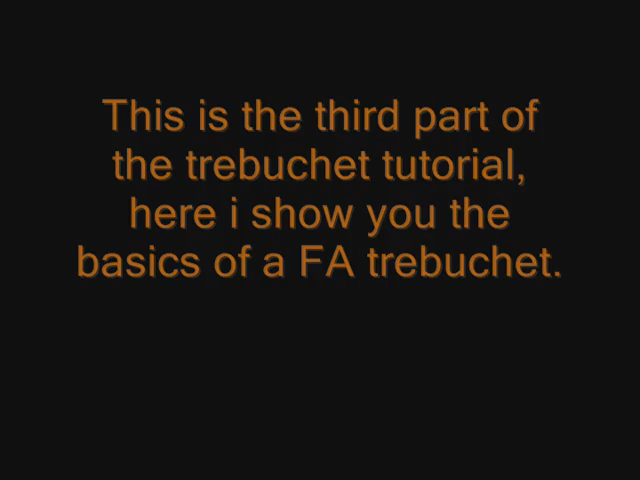 This is the third part of
the trebuchet tutorial,
here i show you the
basics of a FA trebuchet.